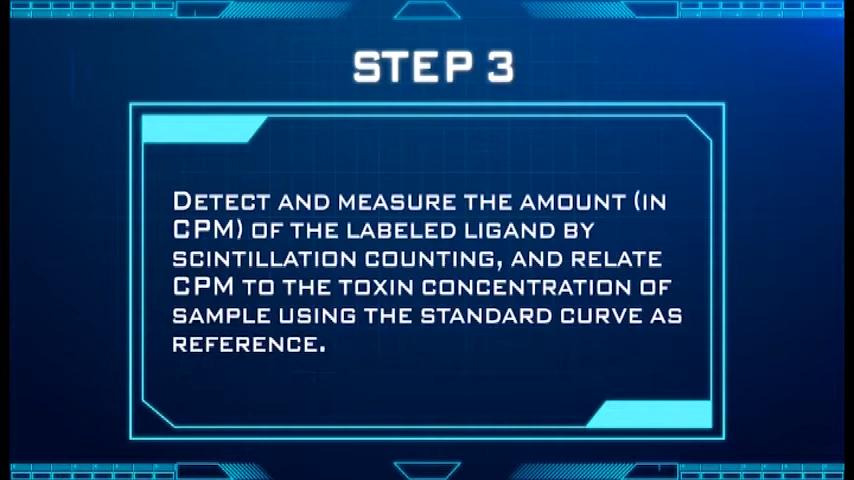 STEP 3
Detect and measure the amount (in
CPM) of the labeled ligand by
scintillation counting, and relate
CPM to the toxin concentration of
sample using the standard curve as
reference.